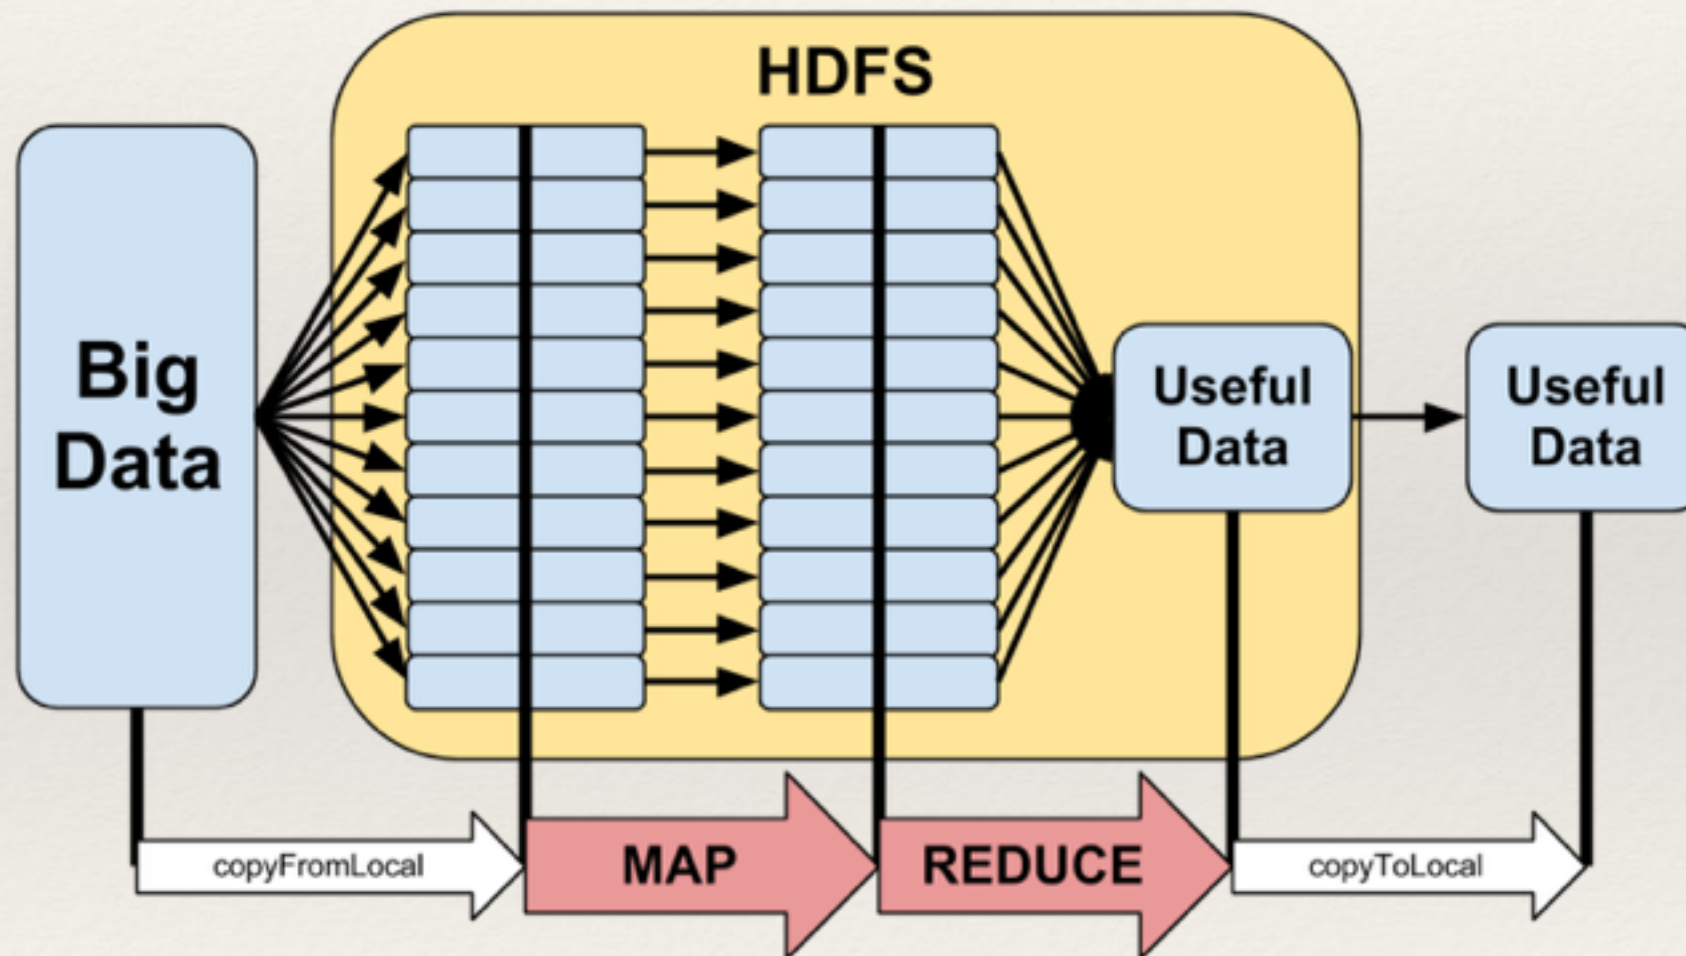 HDFS
Big
Data
Useful
Data
Useful
Data
copyFromLocal
MAP
REDUCE
copyToLocal